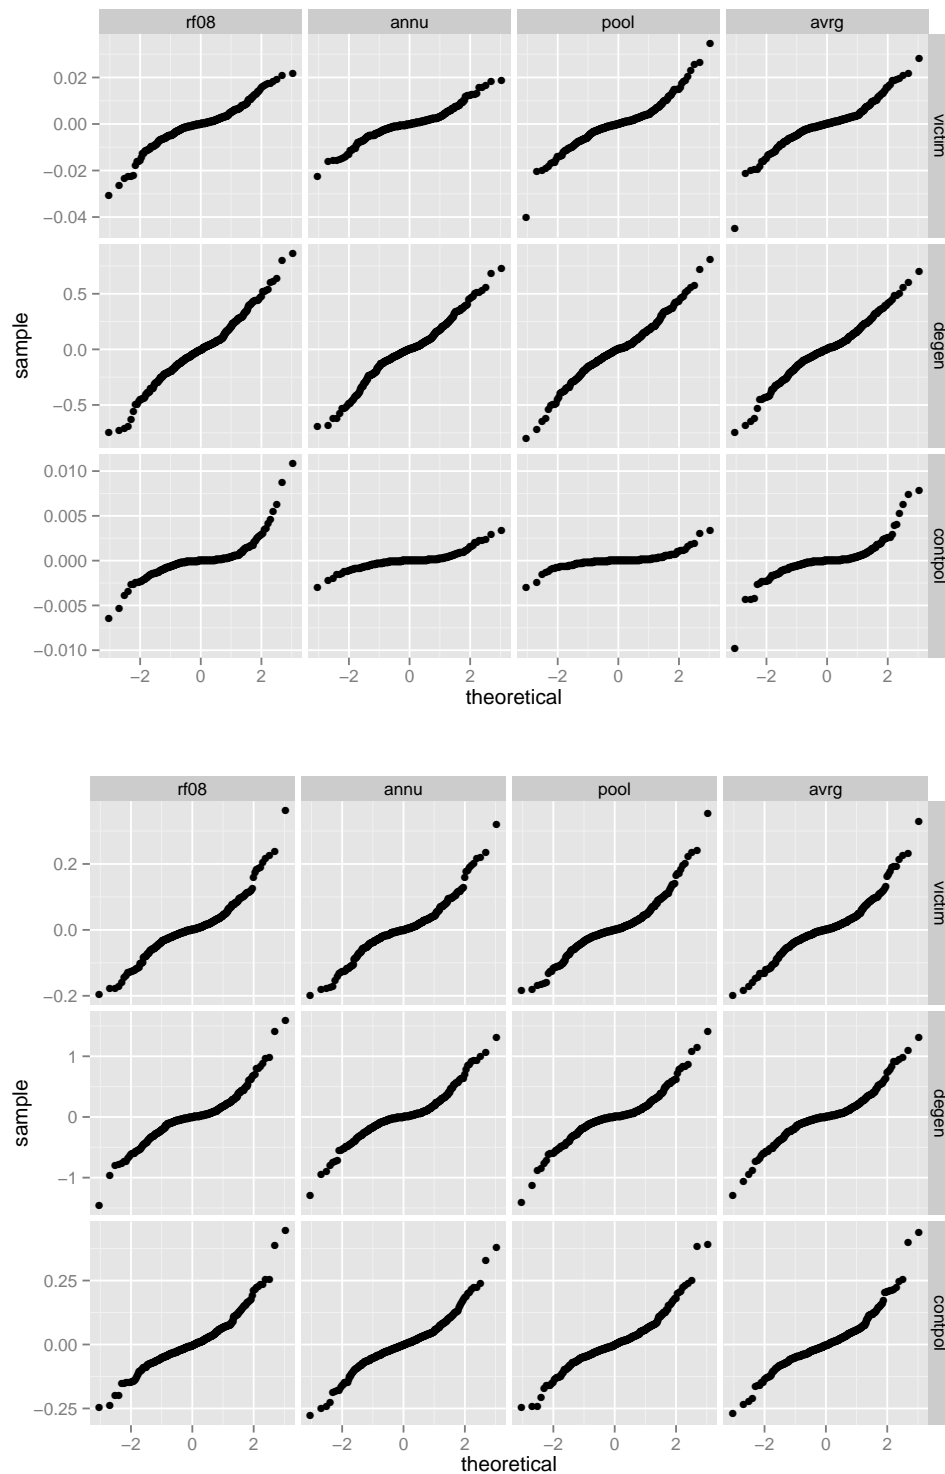 rf08 annu pool avrg
0.02
0.00
−0.02
−0.04
victim
0.5
0.0
−0.5
degen
0.010
0.005
0.000
−0.005
−0.010
contpol
sample
−2 0 2 −2 0 2 −2 0 2 −2 0 2
theoretical
rf08 annu pool avrg
0.2
0.0
−0.2
victim
1
0
−1
degen
0.25
0.00
−0.25
contpol
sample
−2 0 2 −2 0 2 −2 0 2 −2 0 2
theoretical